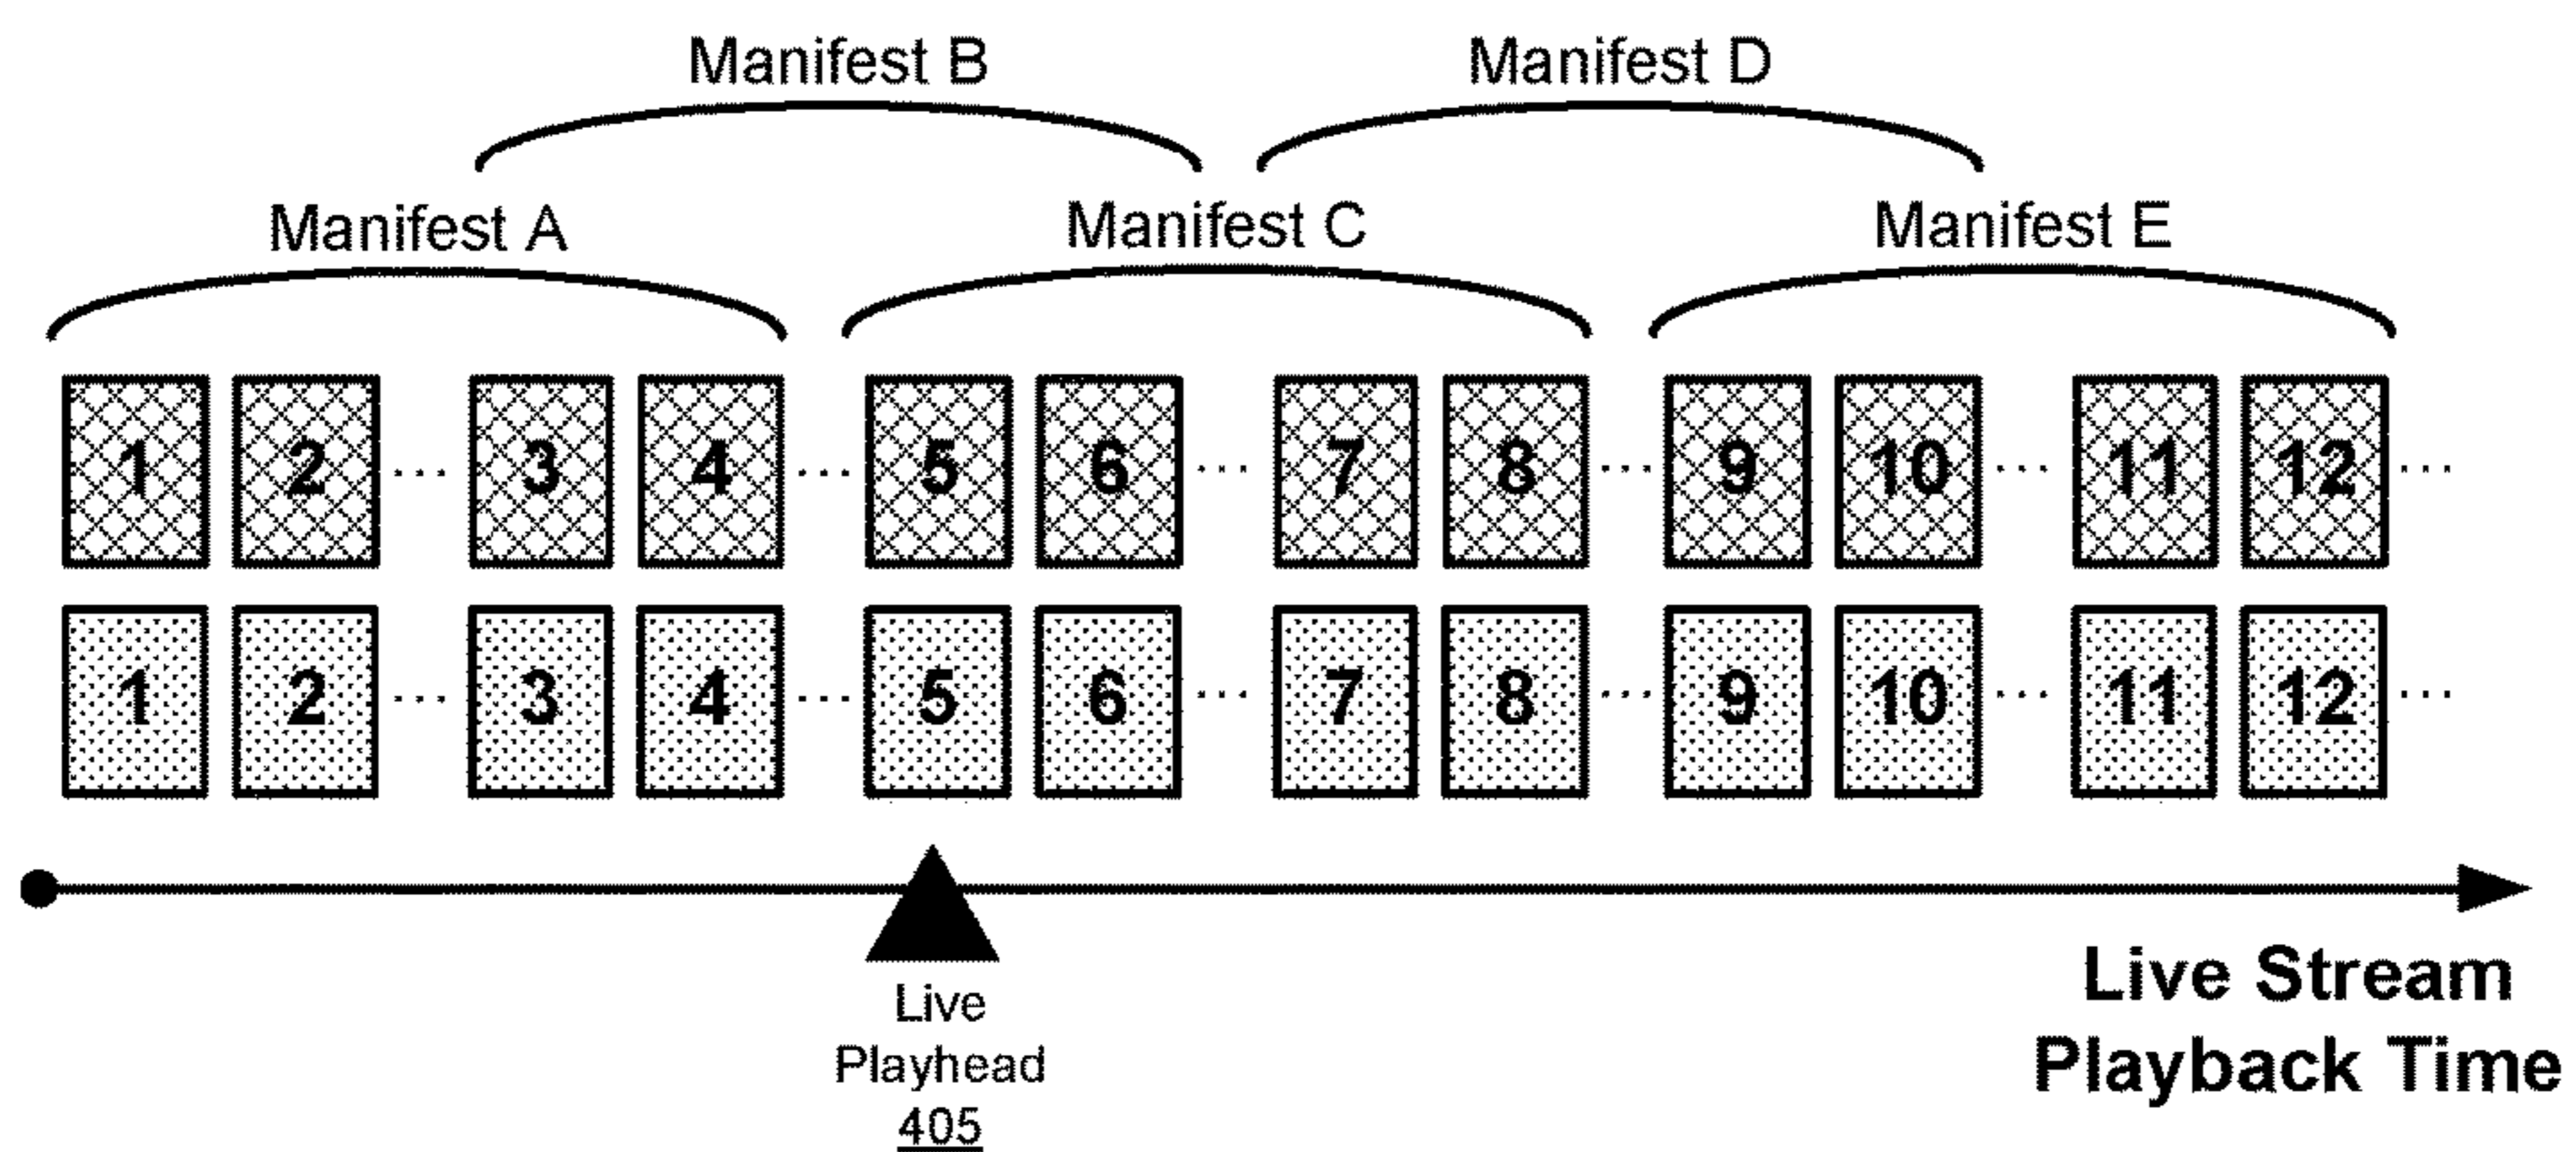 Manifest B Manifest D
Manifest A Manifest C Manifest E
1 2 ... 3 4 ... 5 6 ... 7 8 ... 9 10 ... 11 12 ...
1 2 ... 3 4 ... 5 6 ... 7 8 ... 9 10 ... 11 12 ...
Live
Playhead
405
Live Stream
Playback Time